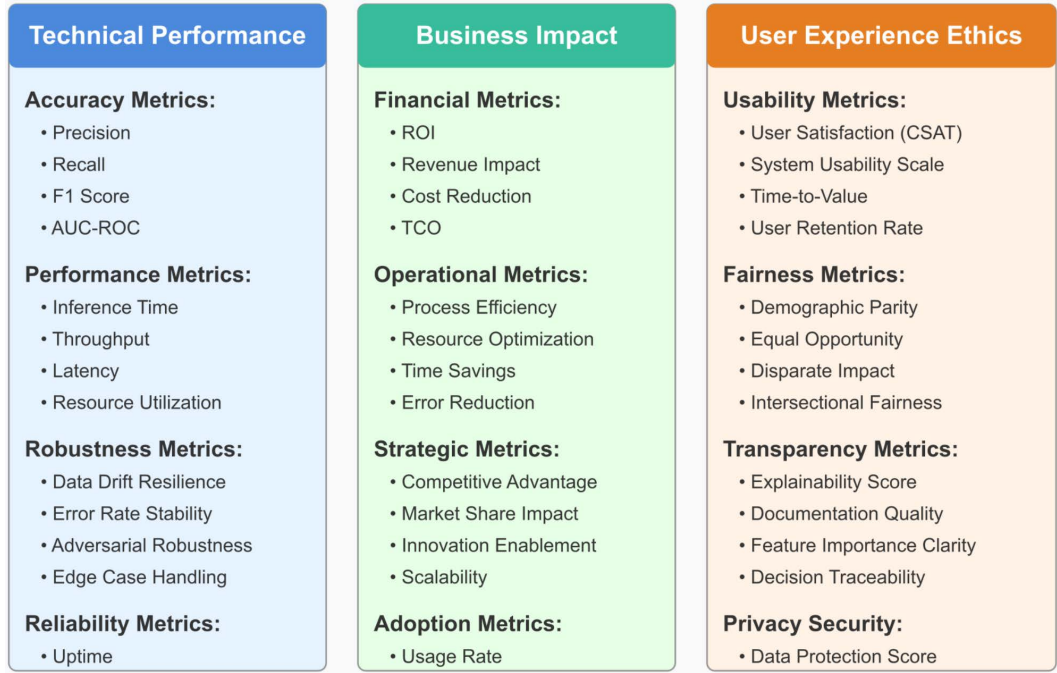 Technical Performance
Accuracy Metrics:
• Precision
• Recall
• F1 Score
• AUC-ROC
Performance Metrics:
• Inference Time
• Throughput
• Latency
• Resource Utilization
Robustness Metrics:
• Data Drift Resilience
• Error Rate Stability
• Adversarial Robustness
• Edge Case Handling
Reliability Metrics:
• Uptime
Business Impact
Financial Metrics:
• ROI
• Revenue Impact
• Cost Reduction
• TCO
Operational Metrics:
• Process Efficiency
• Resource Optimization
• Time Savings
• Error Reduction
Strategic Metrics:
• Competitive Advantage
• Market Share Impact
• Innovation Enablement
• Scalability
Adoption Metrics:
• Usage Rate
User Experience Ethics
Usability Metrics:
• User Satisfaction (CSAT)
• System Usability Scale
• Time-to-Value
• User Retention Rate
Fairness Metrics:
• Demographic Parity
• Equal Opportunity
• Disparate Impact
• Intersectional Fairness
Transparency Metrics:
• Explainability Score
• Documentation Quality
• Feature Importance Clarity
• Decision Traceability
Privacy Security:
• Data Protection Score